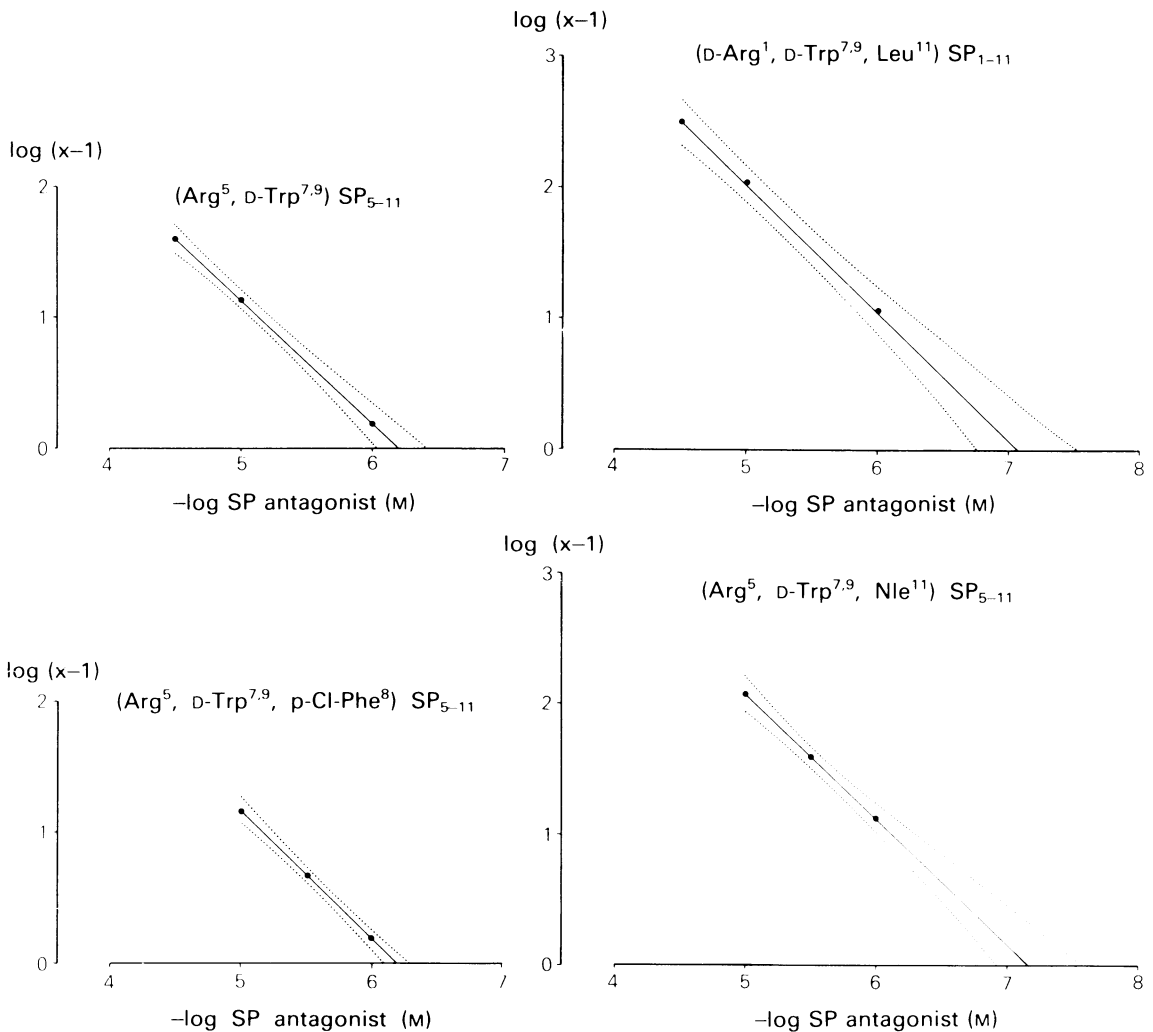 log (x–1)
(Arg⁵, D-Trp⁷,⁹) SP₅₋₁₁
2
1
0
4 5 6 7
–log SP antagonist (M)
log (x–1)
(D-Arg¹, D-Trp⁷,⁹, Leu¹¹) SP₁₋₁₁
3
2
1
0
4 5 6 7 8
–log SP antagonist (M)
log (x–1)
(Arg⁵, D-Trp⁷,⁹, p-Cl-Phe⁸) SP₅₋₁₁
2
1
0
4 5 6 7
–log SP antagonist (M)
log (x–1)
(Arg⁵, D-Trp⁷,⁹, Nle¹¹) SP₅₋₁₁
3
2
1
0
4 5 6 7 8
–log SP antagonist (M)